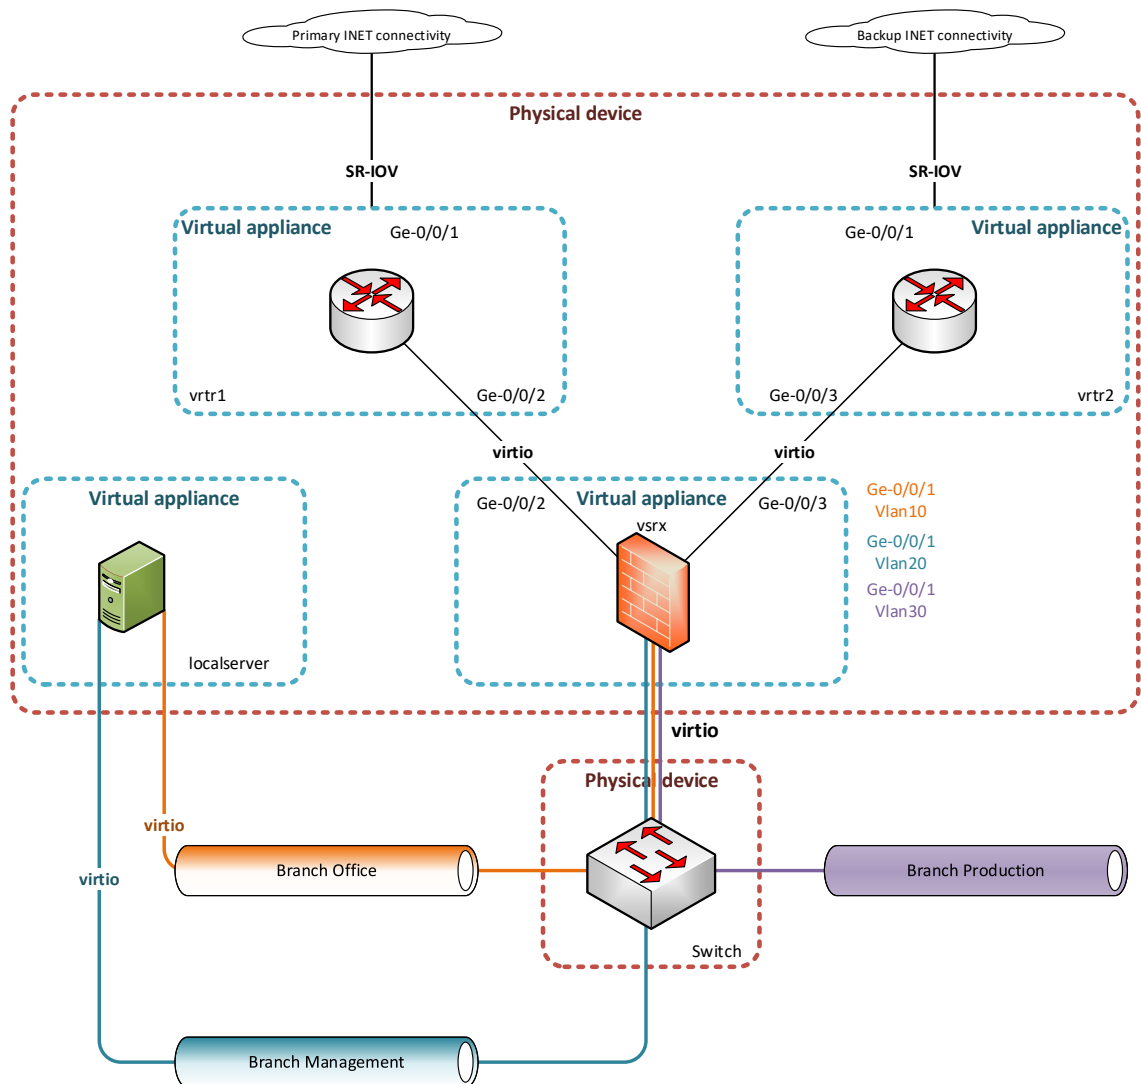 Primary INET connectivity
Backup INET connectivity
Physical device
SR-IOV
SR-IOV
Virtual appliance
Ge-0/0/1
Ge-0/0/1
Virtual appliance
vrtr1
Ge-0/0/2
Ge-0/0/3
vrtr2
virtio
virtio
Virtual appliance
Ge-0/0/2
Virtual appliance
Ge-0/0/3
vsrx
Ge-0/0/1
Vlan10
Ge-0/0/1
Vlan20
Ge-0/0/1
Vlan30
localserver
virtio
Physical device
virtio
virtio
Branch Office
Branch Production
Switch
Branch Management